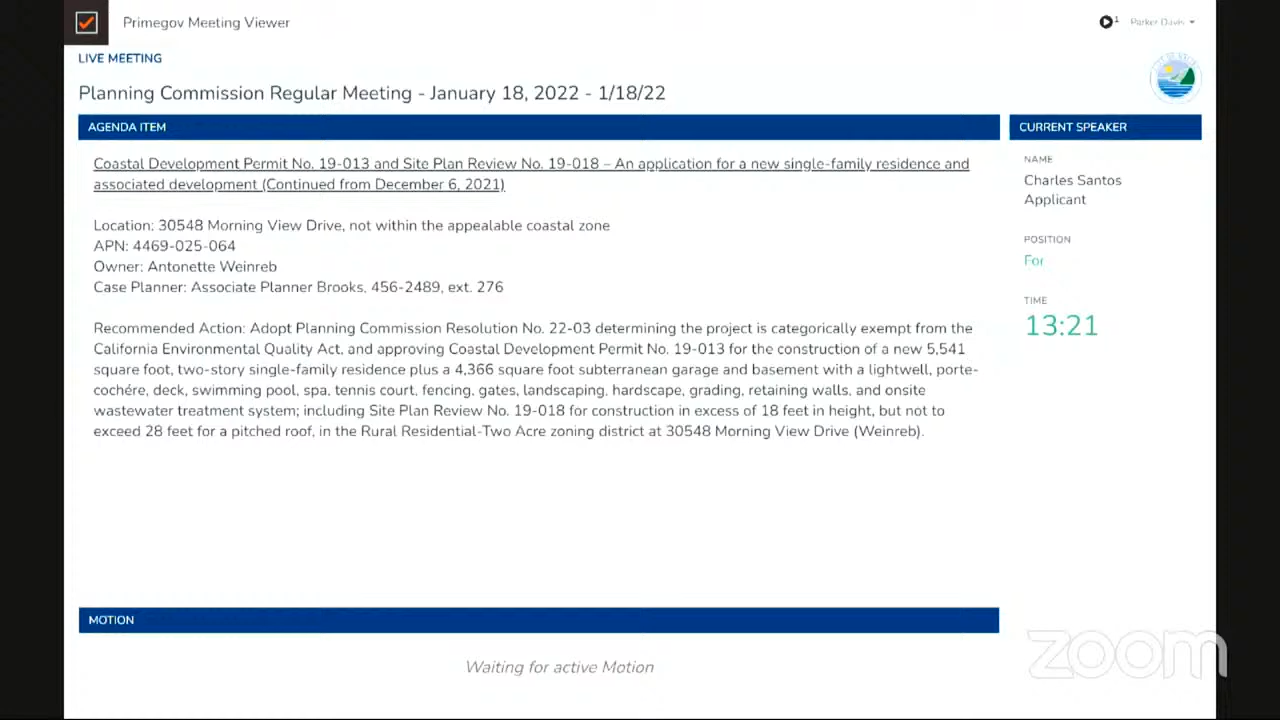 Primegov Meeting Viewer
1
Parker Davis
LIVE MEETING
Planning Commission Regular Meeting - January 18, 2022 - 1/18/22
AGENDA ITEM
CURRENT SPEAKER
Coastal Development Permit No. 19-013 and Site Plan Review No. 19-018 – An application for a new single-family residence and
associated development (Continued from December 6, 2021)
Location: 30548 Morning View Drive, not within the appealable coastal zone
APN: 4469-025-064
Owner: Antonette Weinreb
Case Planner: Associate Planner Brooks, 456-2489, ext. 276
Recommended Action: Adopt Planning Commission Resolution No. 22-03 determining the project is categorically exempt from the
California Environmental Quality Act, and approving Coastal Development Permit No. 19-013 for the construction of a new 5,541
square foot, two-story single-family residence plus a 4,366 square foot subterranean garage and basement with a lightwell, porte-
cochére, deck, swimming pool, spa, tennis court, fencing, gates, landscaping, hardscape, grading, retaining walls, and onsite
wastewater treatment system; including Site Plan Review No. 19-018 for construction in excess of 18 feet in height, but not to
exceed 28 feet for a pitched roof, in the Rural Residential-Two Acre zoning district at 30548 Morning View Drive (Weinreb).
NAME
Charles Santos
Applicant
POSITION
For
TIME
13:21
MOTION
Waiting for active Motion
zoom